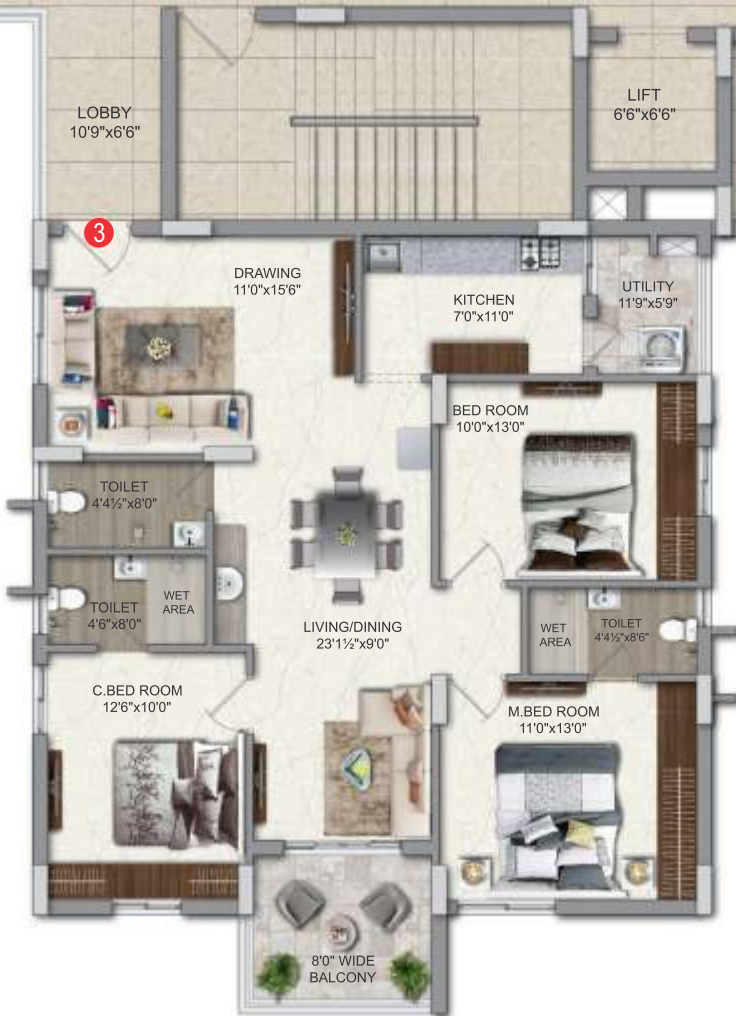 LOBBY
10'9"x6'6"
LIFT
6'6"x6'6"
3
DRAWING
11'0"x15'6"
KITCHEN
7'0"x11'0"
UTILITY
11'9"x5'9"
BED ROOM
10'0"x13'0"
TOILET
4'4½"x8'0"
TOILET
4'6"x8'0"
WET
AREA
LIVING/DINING
23'1½"x9'0"
WET
AREA
TOILET
4'4½"x8'6"
C.BED ROOM
12'6"x10'0"
M.BED ROOM
11'0"x13'0"
8'0" WIDE
BALCONY